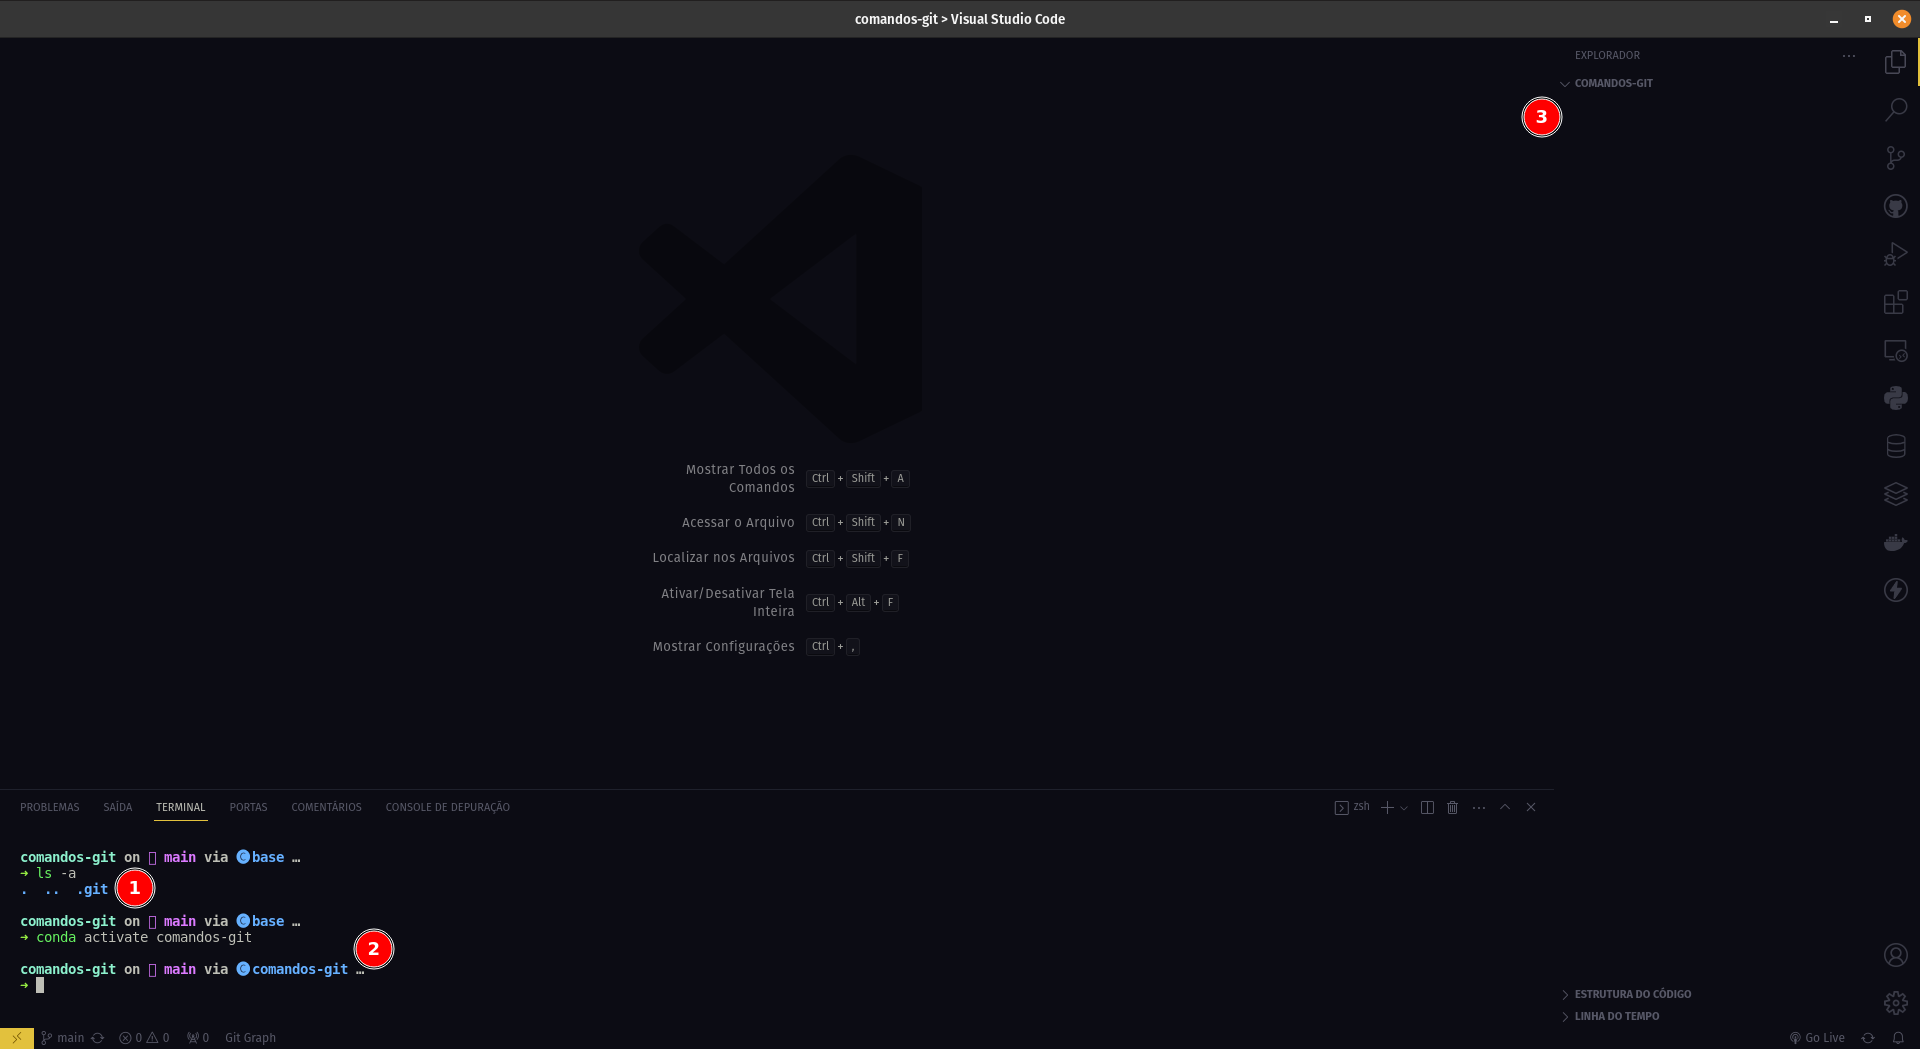 comandos-git > Visual Studio Code
EXPLORADOR
COMANDOS-GIT
3
Mostrar Todos os Comandos Ctrl + Shift + A
Acessar o Arquivo Ctrl + Shift + N
Localizar nos Arquivos Ctrl + Shift + F
Ativar/Desativar Tela Inteira Ctrl + Alt + F
Mostrar Configurações Ctrl + ,
PROBLEMAS SAÍDA TERMINAL PORTAS COMENTÁRIOS CONSOLE DE DEPURAÇÃO zsh
comandos-git on main via 🅒 base …
➜ ls -a
. .. .git 1
comandos-git on main via 🅒 base …
➜ conda activate comandos-git
2
comandos-git on main via 🅒 comandos-git …
➜
ESTRUTURA DO CÓDIGO
LINHA DO TEMPO
main 0 0 0 Git Graph Go Live